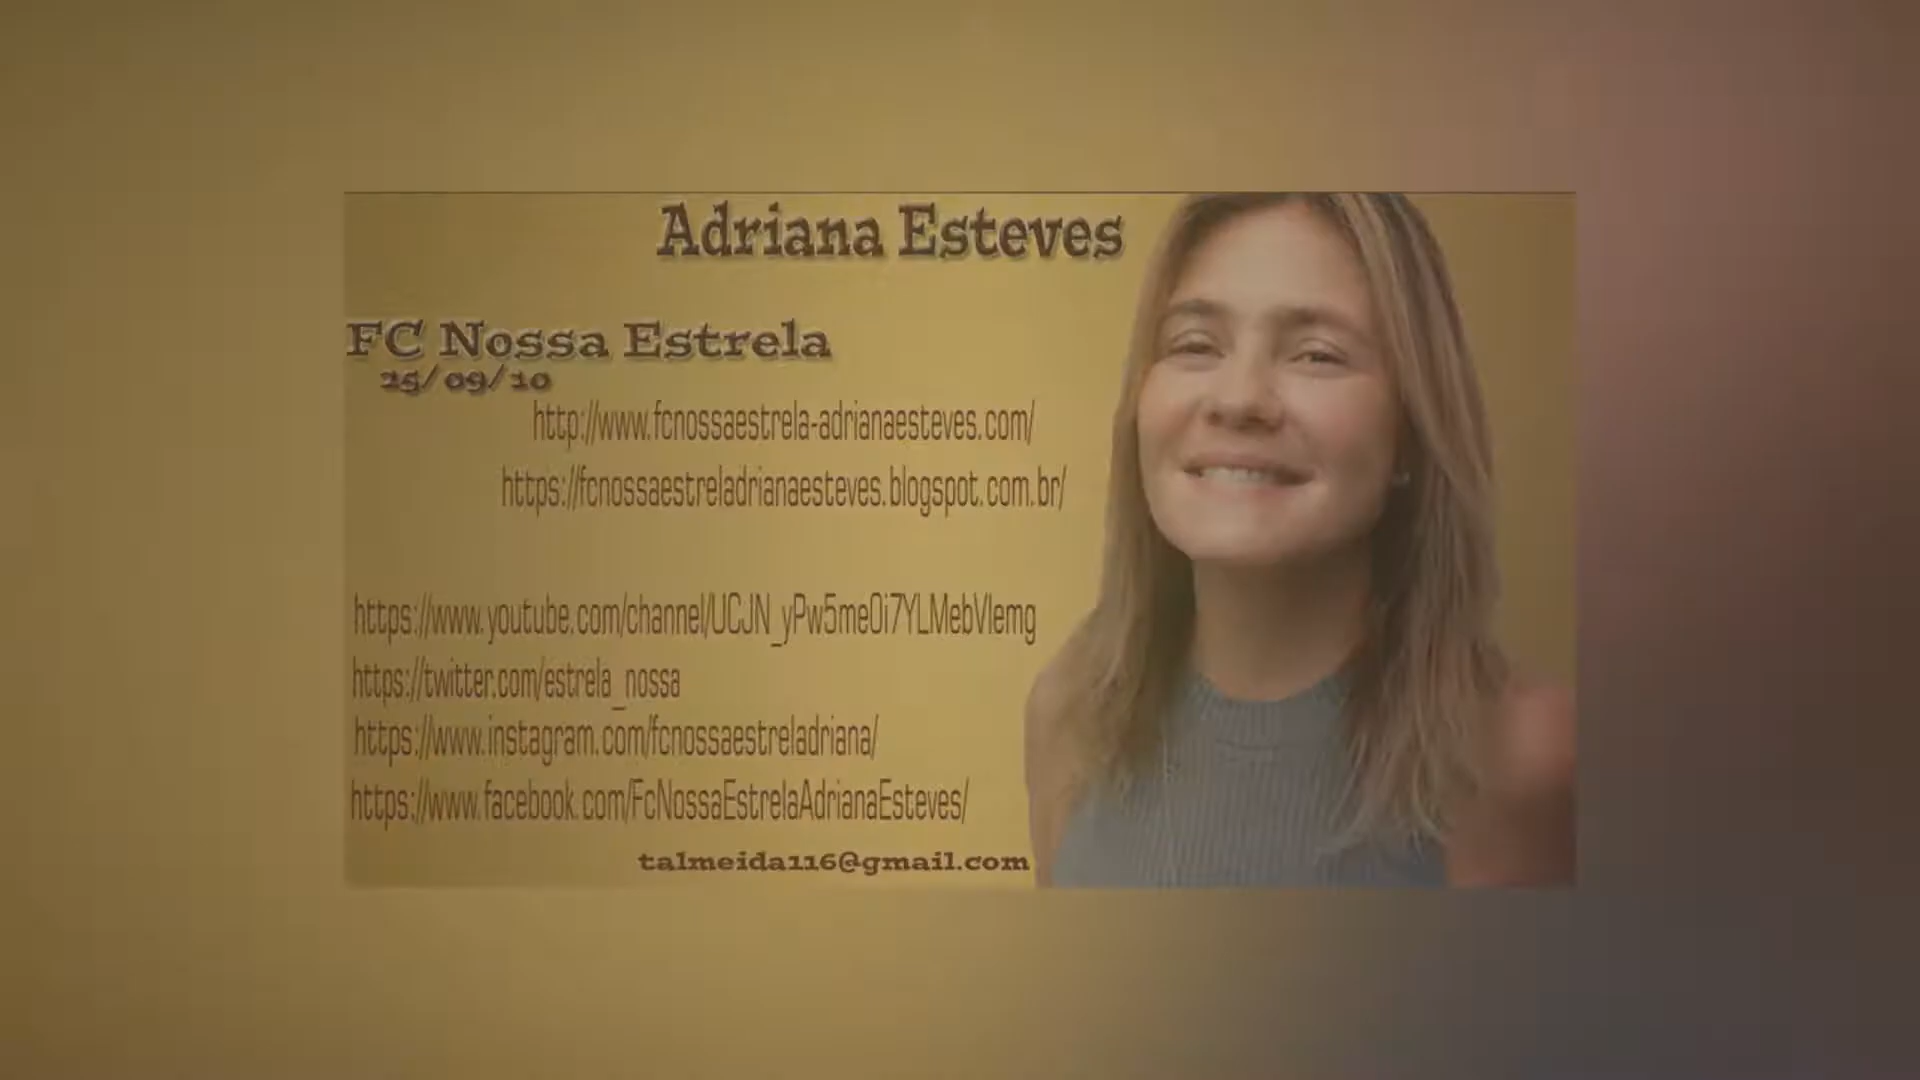 Adriana Esteves
FC Nossa Estrela
25/09/10
http://www.fcnossaestrela-adrianaesteves.com/
https://fcnossaestreladrianaesteves.blogspot.com.br/
https://www.youtube.com/channel/UCJN_yPw5me0i7YLMebVlemg
https://twitter.com/estrela_nossa
https://www.instagram.com/fcnossaestreladriana/
https://www.facebook.com/FcNossaEstrelaAdrianaEsteves/
talmeida116@gmail.com